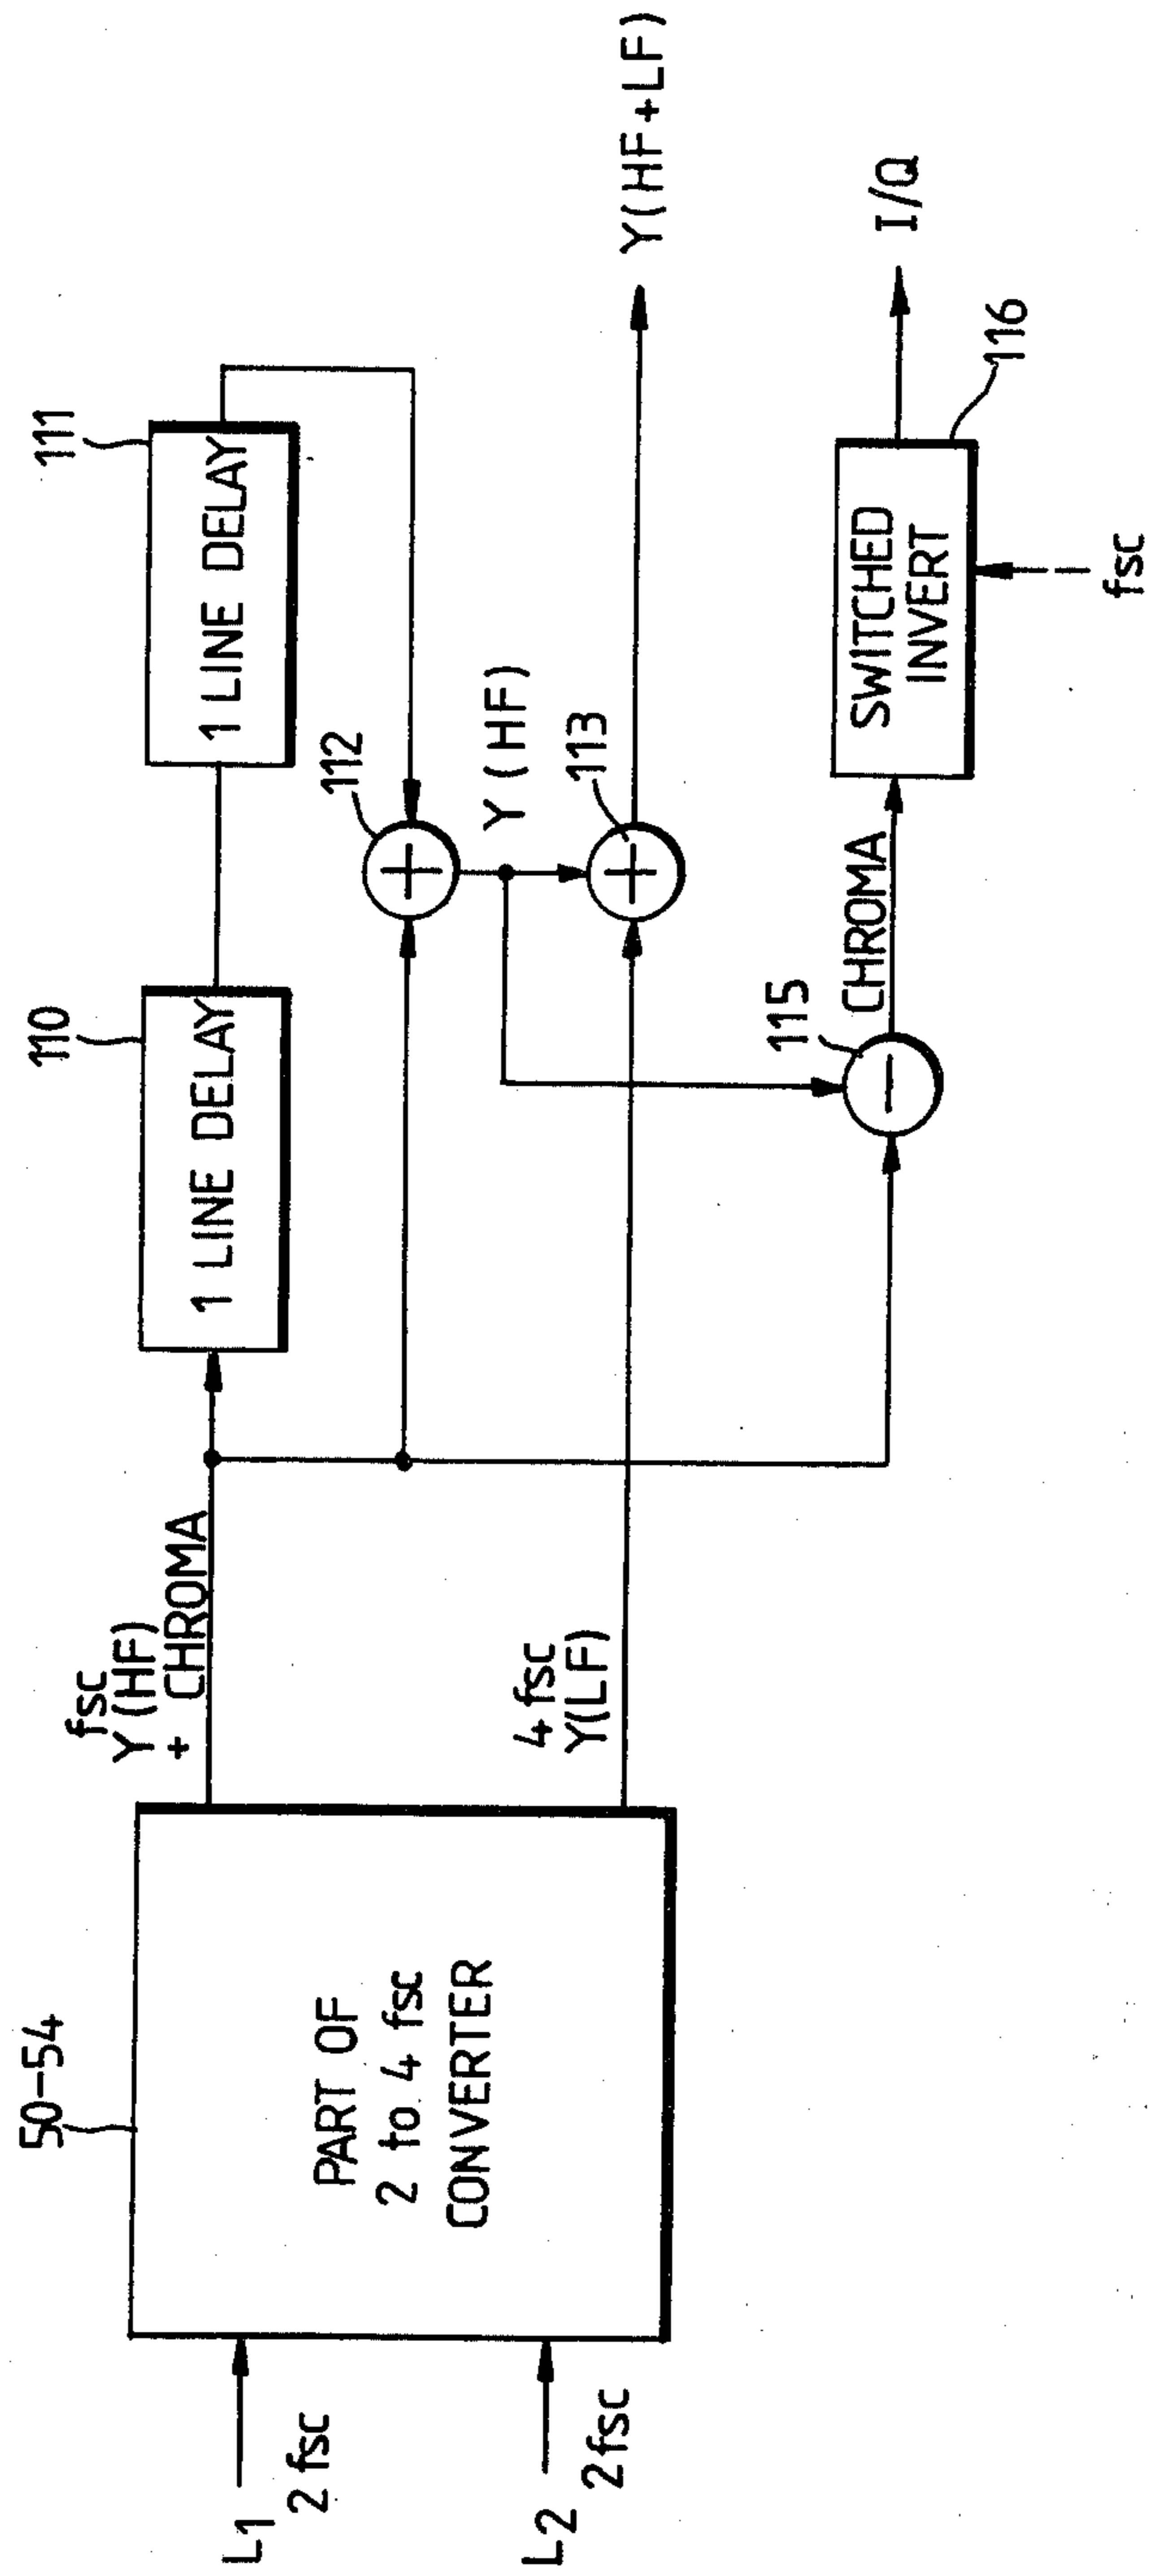 L1
2 fsc
L2
2 fsc
50–54
PART OF
2 to 4 fsc
CONVERTER
fsc
Y (HF)
+ CHROMA
4 fsc
Y(LF)
110
1 LINE DELAY
111
1 LINE DELAY
112
+
Y (HF)
113
+
Y(HF+LF)
115
−
CHROMA
SWITCHED
INVERT
116
fsc
I/Q